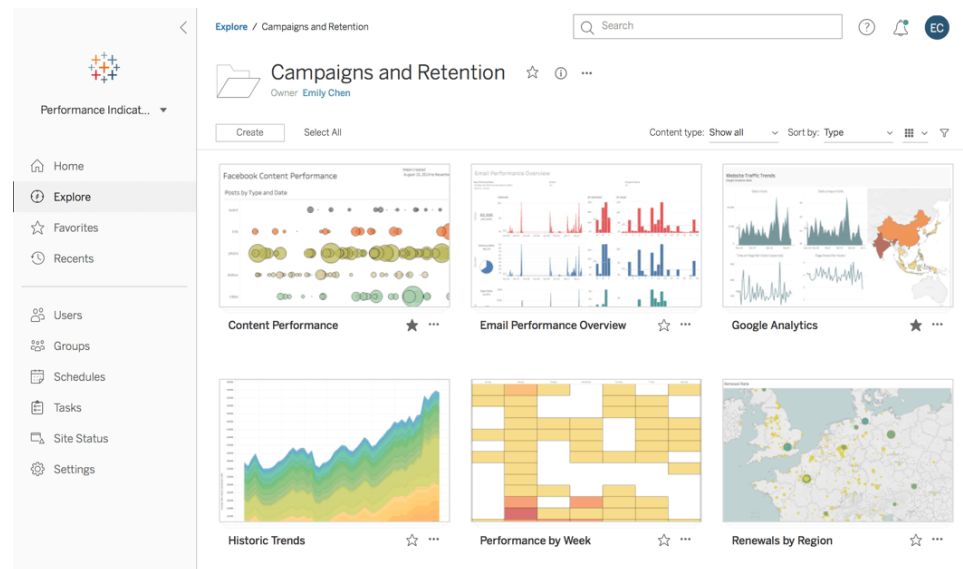 Explore / Campaigns and Retention
Search
EC
Campaigns and Retention
Owner Emily Chen
Performance Indicat...
Create
Select All
Content type: Show all
Sort by: Type
Home
Explore
Favorites
Recents
Users
Groups
Schedules
Tasks
Site Status
Settings
Facebook Content Performance
Posts by Type and Date
Email Performance Overview
Website Traffic Trends
Content Performance
Email Performance Overview
Google Analytics
Renewal Rate
Historic Trends
Performance by Week
Renewals by Region